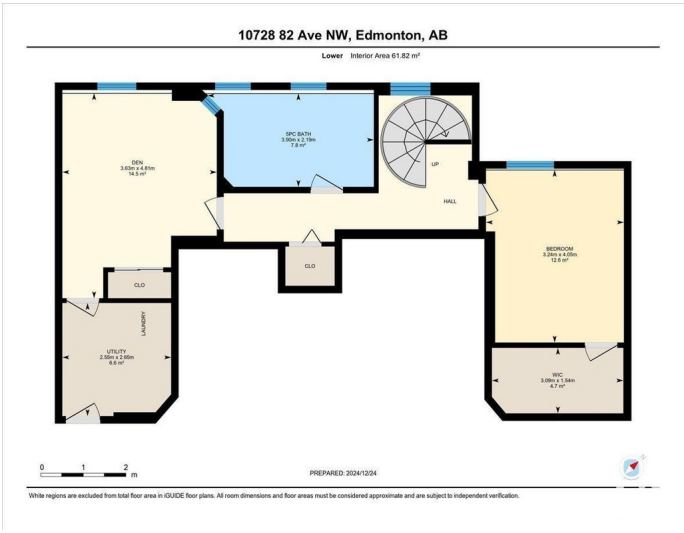 10728 82 Ave NW, Edmonton, AB
Lower Interior Area 61.82 m²
DEN
3.63m x 4.81m
14.5 m²
5PC BATH
3.90m x 2.19m
7.8 m²
UP
HALL
BEDROOM
3.24m x 4.05m
12.6 m²
CLO
CLO
LAUNDRY
UTILITY
2.55m x 2.65m
6.6 m²
WIC
3.09m x 1.54m
4.7 m²
0 1 2
m
PREPARED: 2024/12/24
White regions are excluded from total floor area in iGUIDE floor plans. All room dimensions and floor areas must be considered approximate and are subject to independent verification.